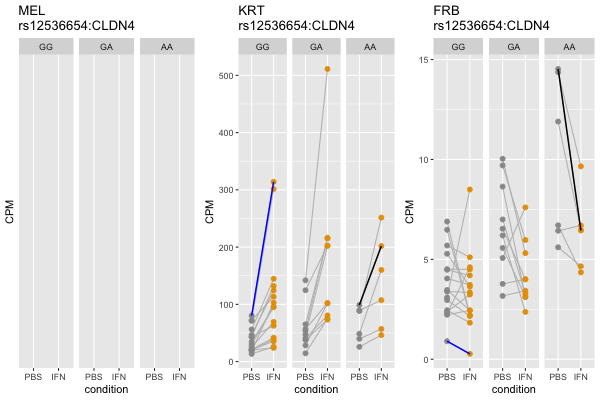 MEL
rs12536654:CLDN4
GG GA AA
CPM
PBS IFN PBS IFN PBS IFN
condition
KRT
rs12536654:CLDN4
GG GA AA
CPM
500
400
300
200
100
0
PBS IFN PBS IFN PBS IFN
condition
FRB
rs12536654:CLDN4
GG GA AA
CPM
15
10
5
0
PBS IFN PBS IFN PBS IFN
condition